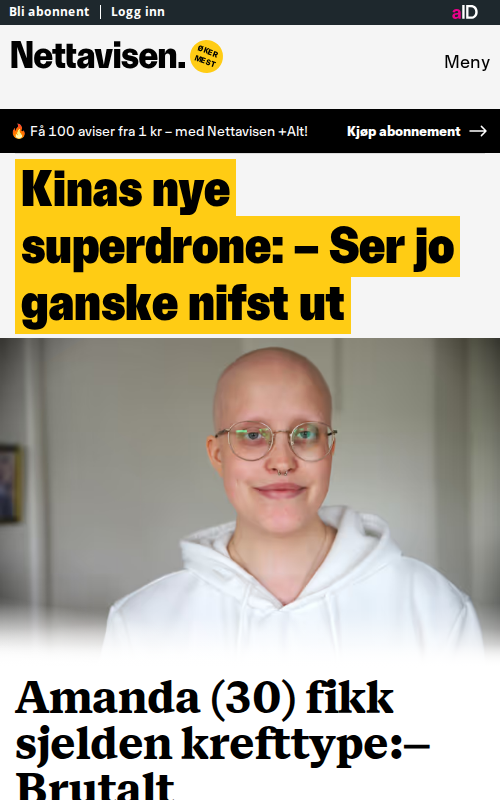 Bli abonnent | Logg inn
aID
Nettavisen.
ØKER
MEST
Meny
🔥 Få 100 aviser fra 1 kr – med Nettavisen +Alt!
Kjøp abonnement →
Kinas nye
superdrone: – Ser jo
ganske nifst ut
Amanda (30) fikk
sjelden krefttype:–
Brutalt